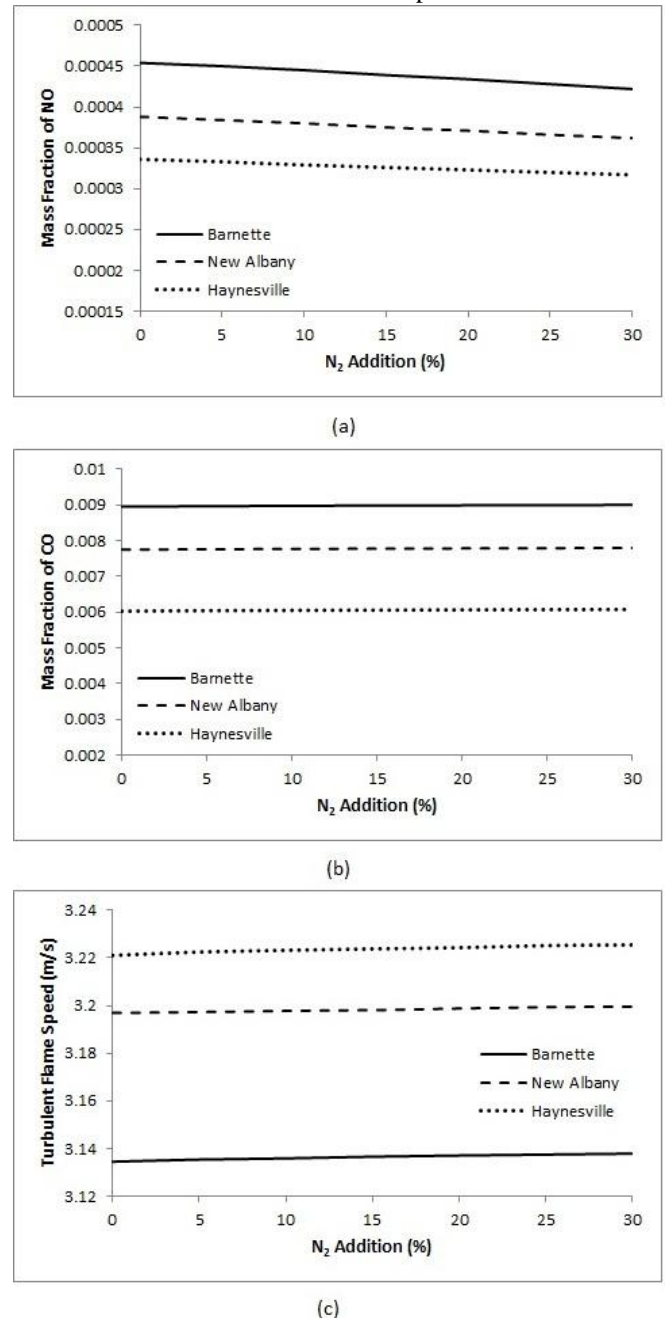 0.0005
0.00045
0.0004
0.00035
0.0003
0.00025
0.0002
0.00015
Mass Fraction of NO
Barnette
New Albany
Haynesville
0 5 10 15 20 25 30
N₂ Addition (%)
(a)
0.01
0.009
0.008
0.007
0.006
0.005
0.004
0.003
0.002
Mass Fraction of CO
Barnette
New Albany
Haynesville
0 5 10 15 20 25 30
N₂ Addition (%)
(b)
3.24
3.22
3.2
3.18
3.16
3.14
3.12
Turbulent Flame Speed (m/s)
Barnette
New Albany
Haynesville
0 5 10 15 20 25 30
N₂ Addition (%)
(c)